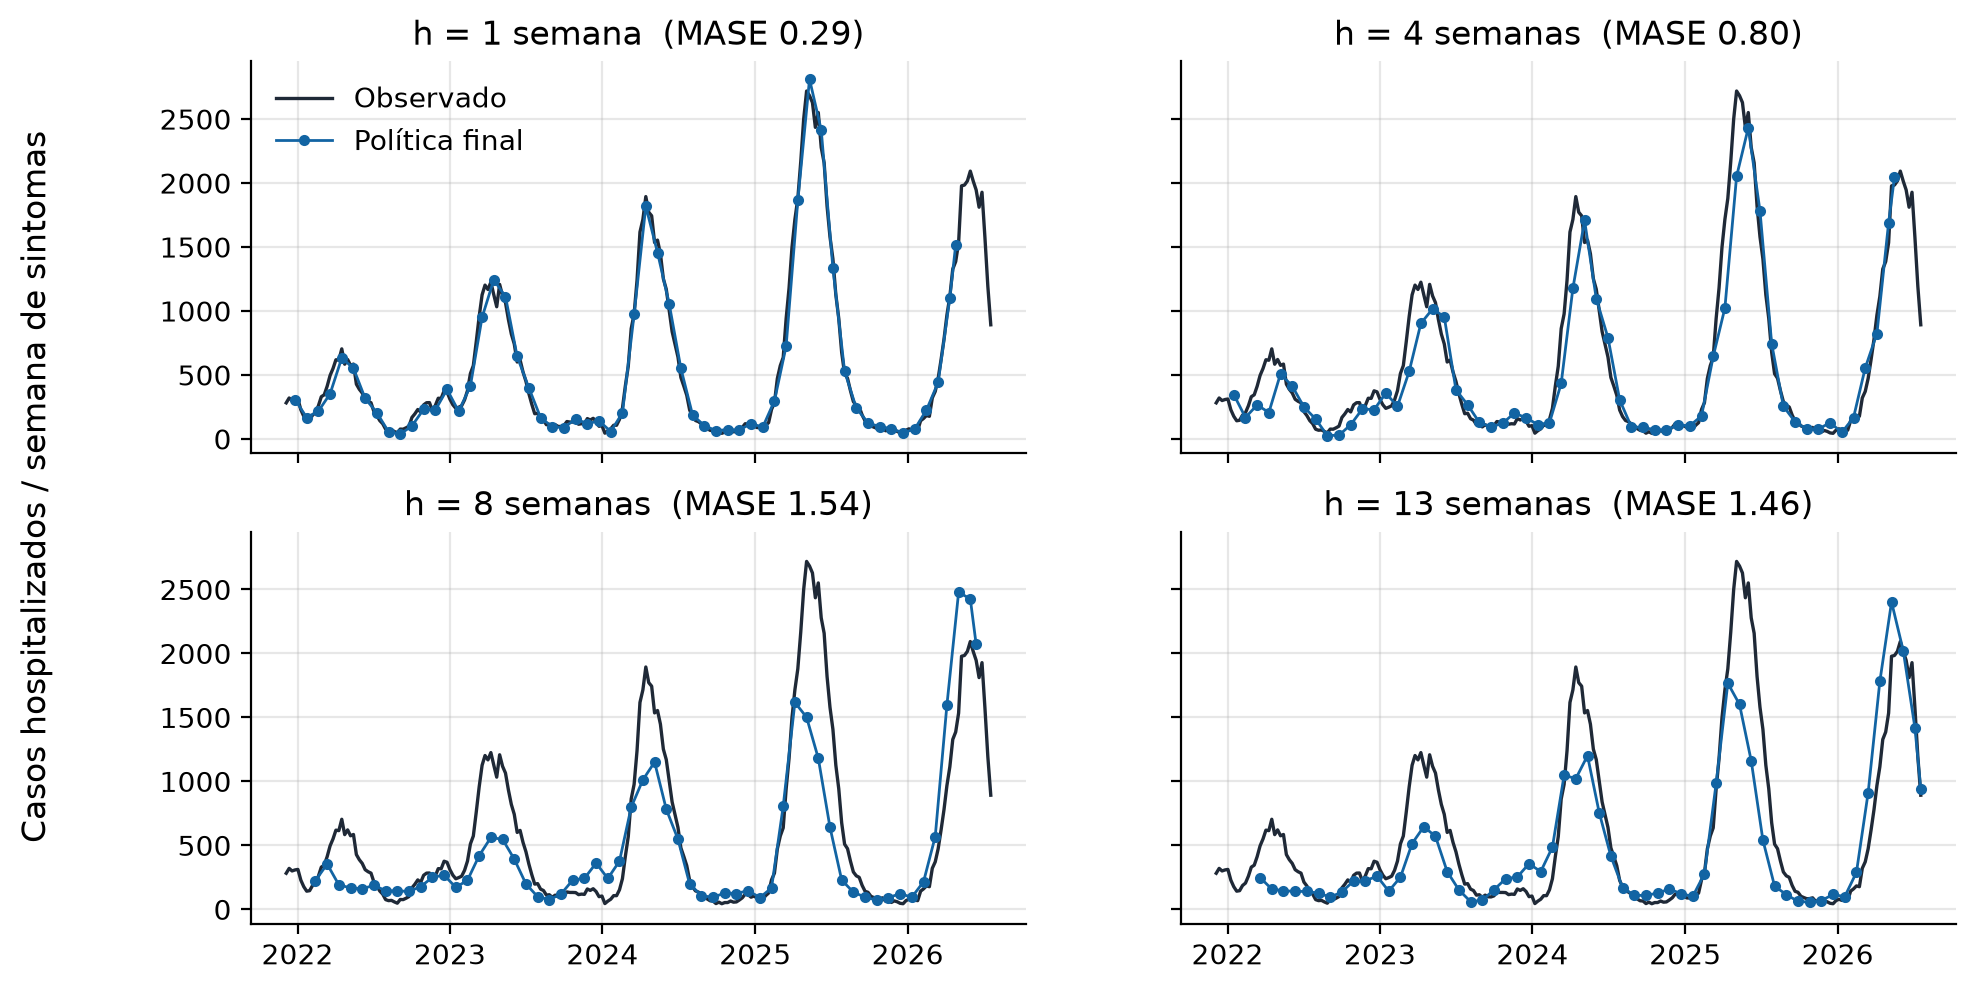 h = 1 semana  (MASE 0.29)
h = 4 semanas  (MASE 0.80)
Observado
Política final
2500
2000
1500
1000
500
0
h = 8 semanas  (MASE 1.54)
h = 13 semanas  (MASE 1.46)
2500
2000
1500
1000
500
0
2022 2023 2024 2025 2026
2022 2023 2024 2025 2026
Casos hospitalizados / semana de sintomas